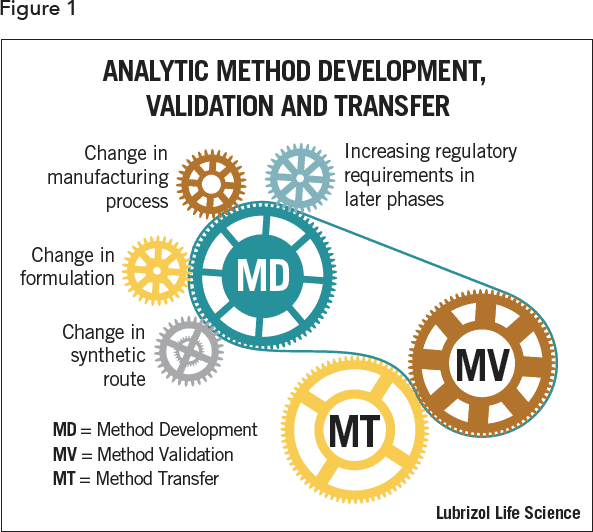 Figure 1
ANALYTIC METHOD DEVELOPMENT,
VALIDATION AND TRANSFER
Change in
manufacturing
process
Increasing regulatory
requirements in
later phases
Change in
formulation
MD
Change in
synthetic
route
MV
MT
MD = Method Development
MV = Method Validation
MT = Method Transfer
Lubrizol Life Science